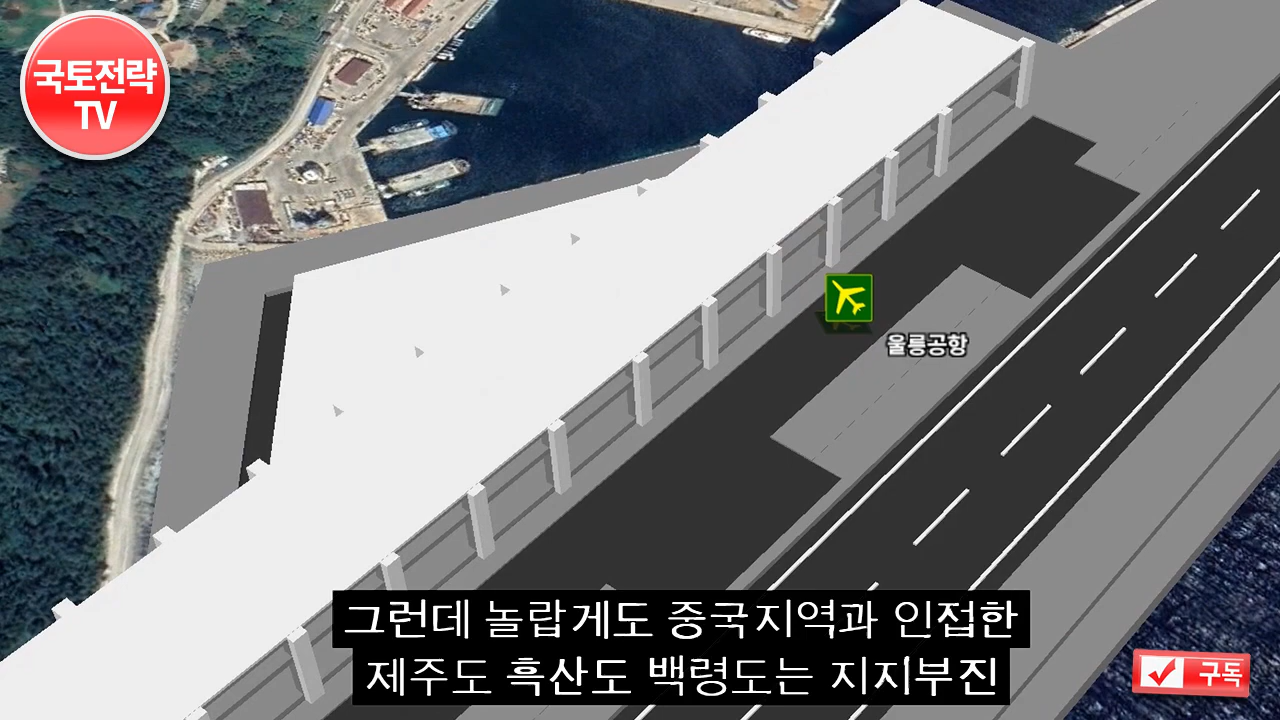 국토전략
TV
울릉공항
그런데 놀랍게도 중국지역과 인접한
제주도 흑산도 백령도는 지지부진
구독